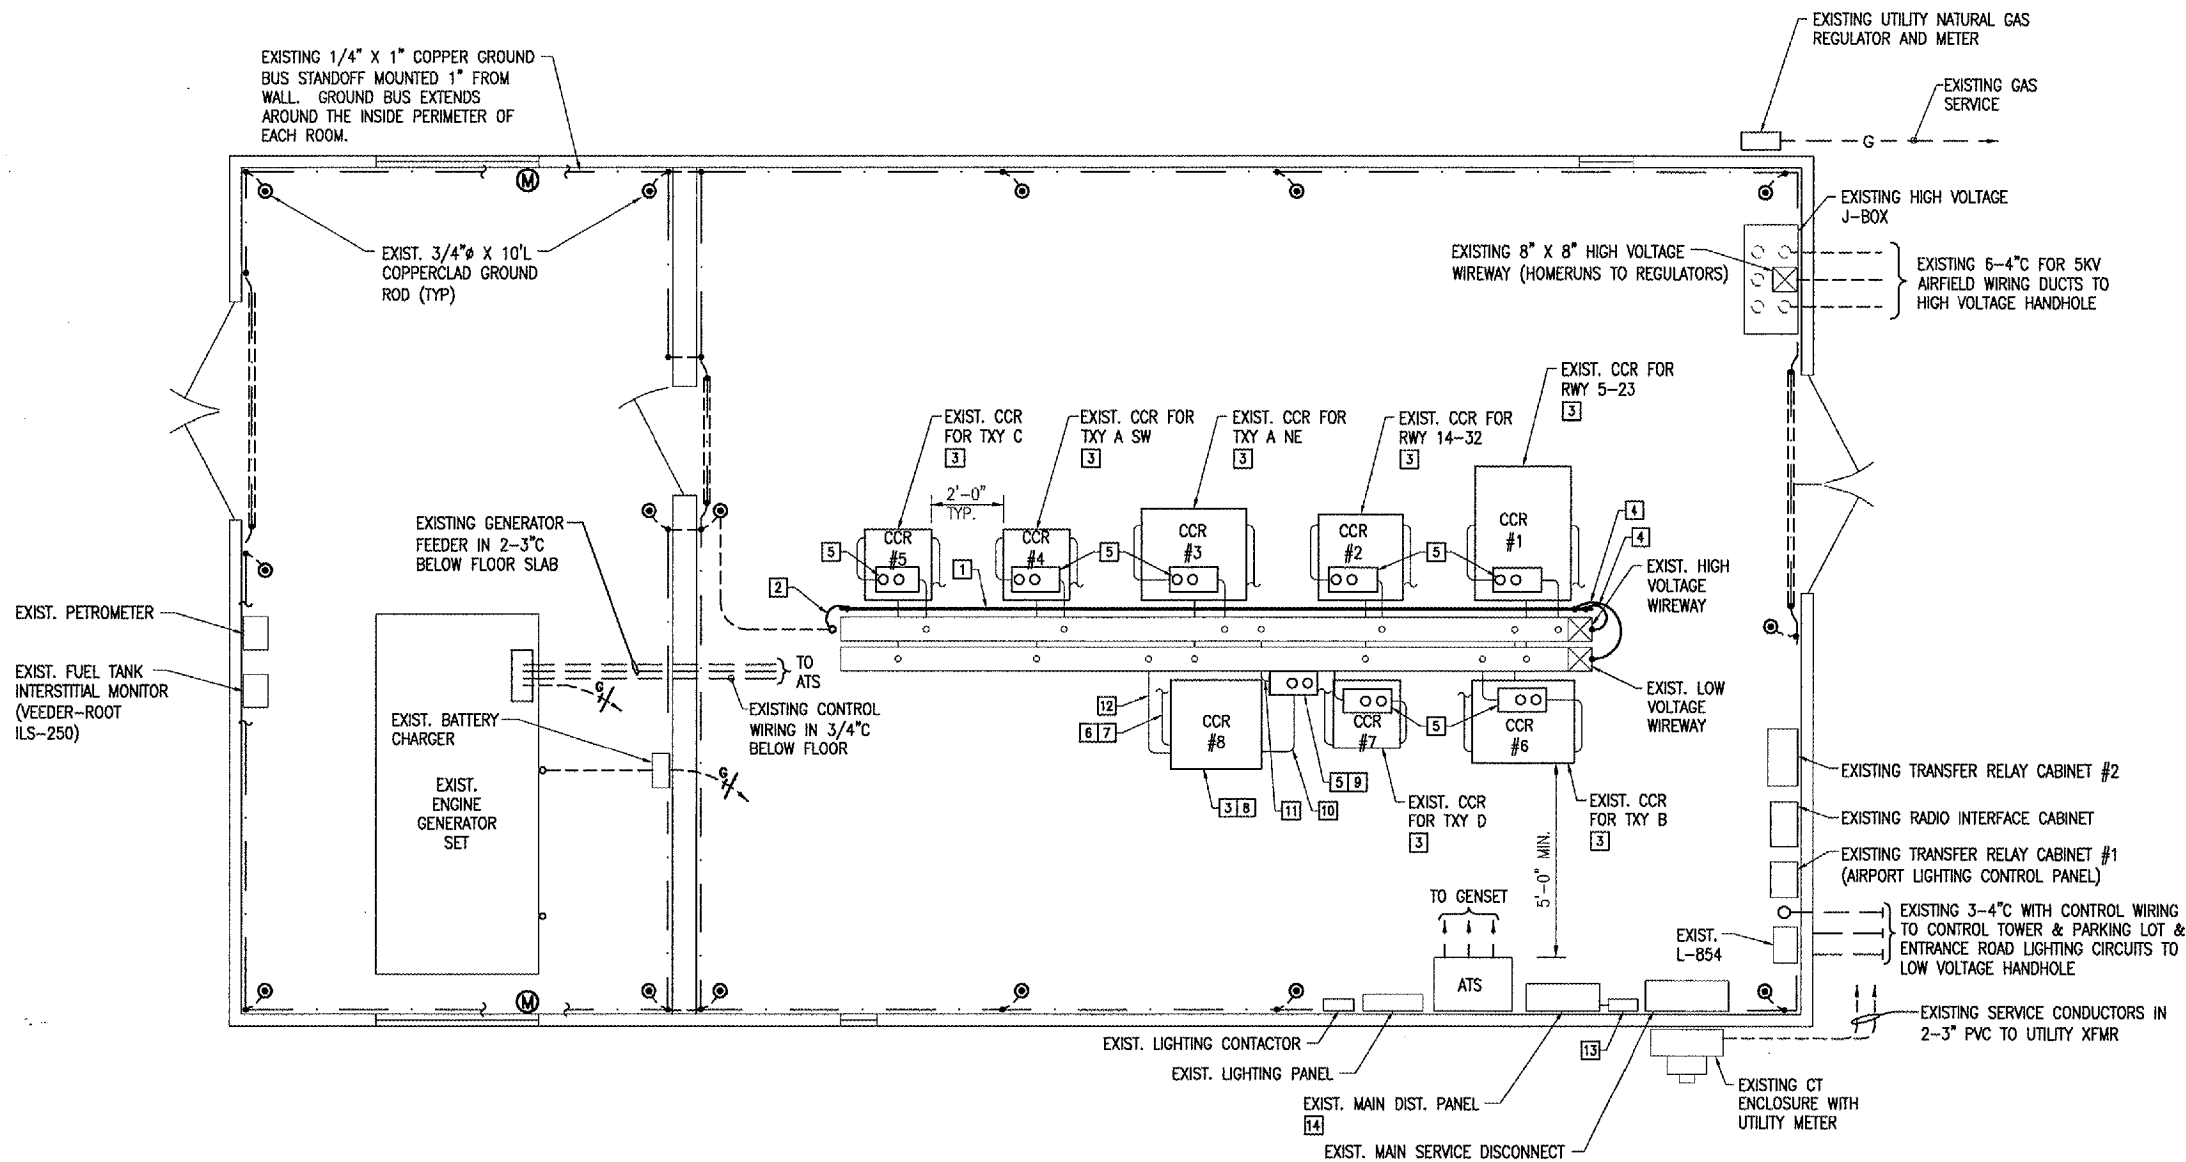 EXISTING UTILITY NATURAL GAS
REGULATOR AND METER
EXISTING 1/4" X 1" COPPER GROUND
BUS STANDOFF MOUNTED 1" FROM
WALL. GROUND BUS EXTENDS
AROUND THE INSIDE PERIMETER OF
EACH ROOM.
EXISTING GAS
SERVICE
G
M
EXISTING HIGH VOLTAGE
J-BOX
EXIST. 3/4"ø X 10'L
COPPERCLAD GROUND
ROD (TYP)
EXISTING 8" X 8" HIGH VOLTAGE
WIREWAY (HOMERUNS TO REGULATORS)
EXISTING 6-4"C FOR 5KV
AIRFIELD WIRING DUCTS TO
HIGH VOLTAGE HANDHOLE
EXIST. CCR FOR
RWY 5-23
3
EXIST. CCR
FOR TXY C
3
EXIST. CCR FOR
TXY A SW
3
EXIST. CCR FOR
TXY A NE
3
EXIST. CCR FOR
RWY 14-32
3
2'-0"
TYP.
EXISTING GENERATOR
FEEDER IN 2-3"C
BELOW FLOOR SLAB
CCR
#5
CCR
#4
CCR
#3
CCR
#2
CCR
#1
5
5
5
4
4
1
2
EXIST. HIGH
VOLTAGE
WIREWAY
EXIST. PETROMETER
EXIST. FUEL TANK
INTERSTITIAL MONITOR
(VEEDER-ROOT
ILS-250)
TO
ATS
G
EXISTING CONTROL
WIRING IN 3/4"C
BELOW FLOOR
EXIST. BATTERY
CHARGER
G
EXIST.
ENGINE
GENERATOR
SET
12
6 7
CCR
#8
5
CCR
#7
CCR
#6
EXIST. LOW
VOLTAGE
WIREWAY
3 8
11
10
5 9
EXIST. CCR
FOR TXY D
3
EXIST. CCR
FOR TXY B
3
5'-0" MIN.
EXISTING TRANSFER RELAY CABINET #2
EXISTING RADIO INTERFACE CABINET
EXISTING TRANSFER RELAY CABINET #1
(AIRPORT LIGHTING CONTROL PANEL)
TO GENSET
ATS
EXIST.
L-854
EXISTING 3-4"C WITH CONTROL WIRING
TO CONTROL TOWER & PARKING LOT &
ENTRANCE ROAD LIGHTING CIRCUITS TO
LOW VOLTAGE HANDHOLE
M
EXISTING SERVICE CONDUCTORS IN
2-3" PVC TO UTILITY XFMR
EXIST. LIGHTING CONTACTOR
EXIST. LIGHTING PANEL
13
EXIST. MAIN DIST. PANEL
14
EXIST. MAIN SERVICE DISCONNECT
EXISTING CT
ENCLOSURE WITH
UTILITY METER